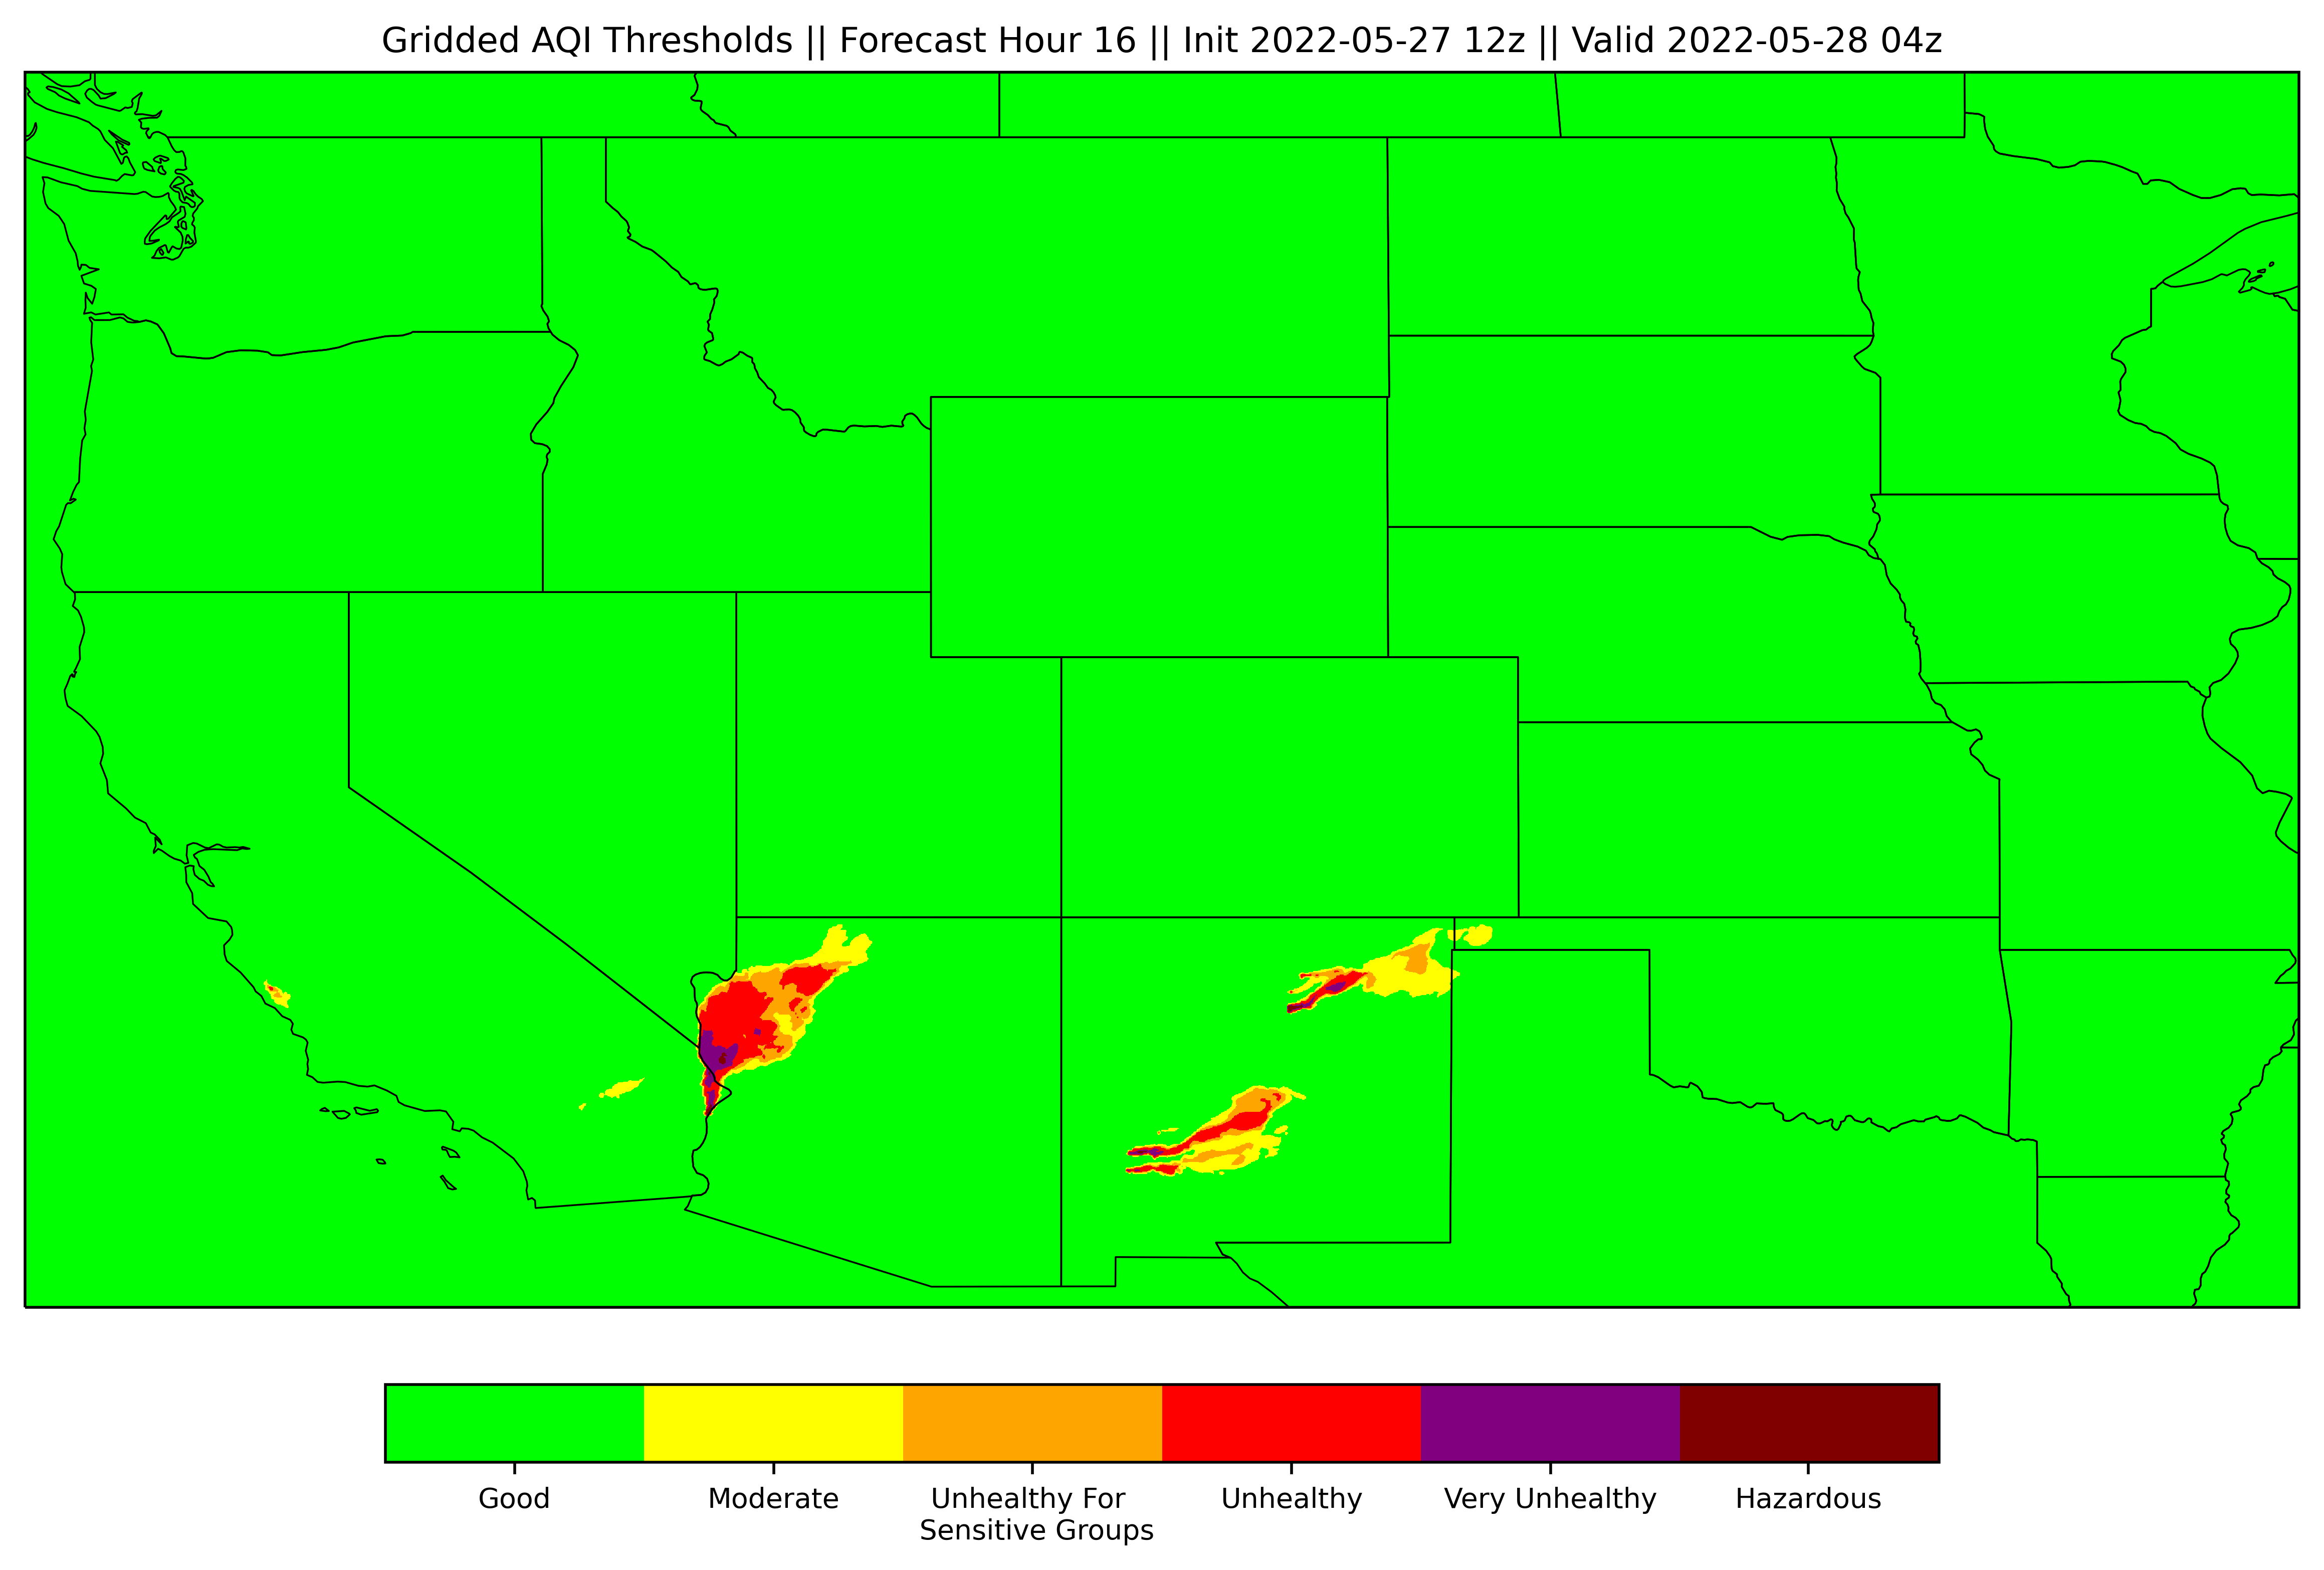 Gridded AQI Thresholds || Forecast Hour 16 || Init 2022-05-27 12z || Valid 2022-05-28 04z
Good
Moderate
Unhealthy For
Sensitive Groups
Unhealthy
Very Unhealthy
Hazardous